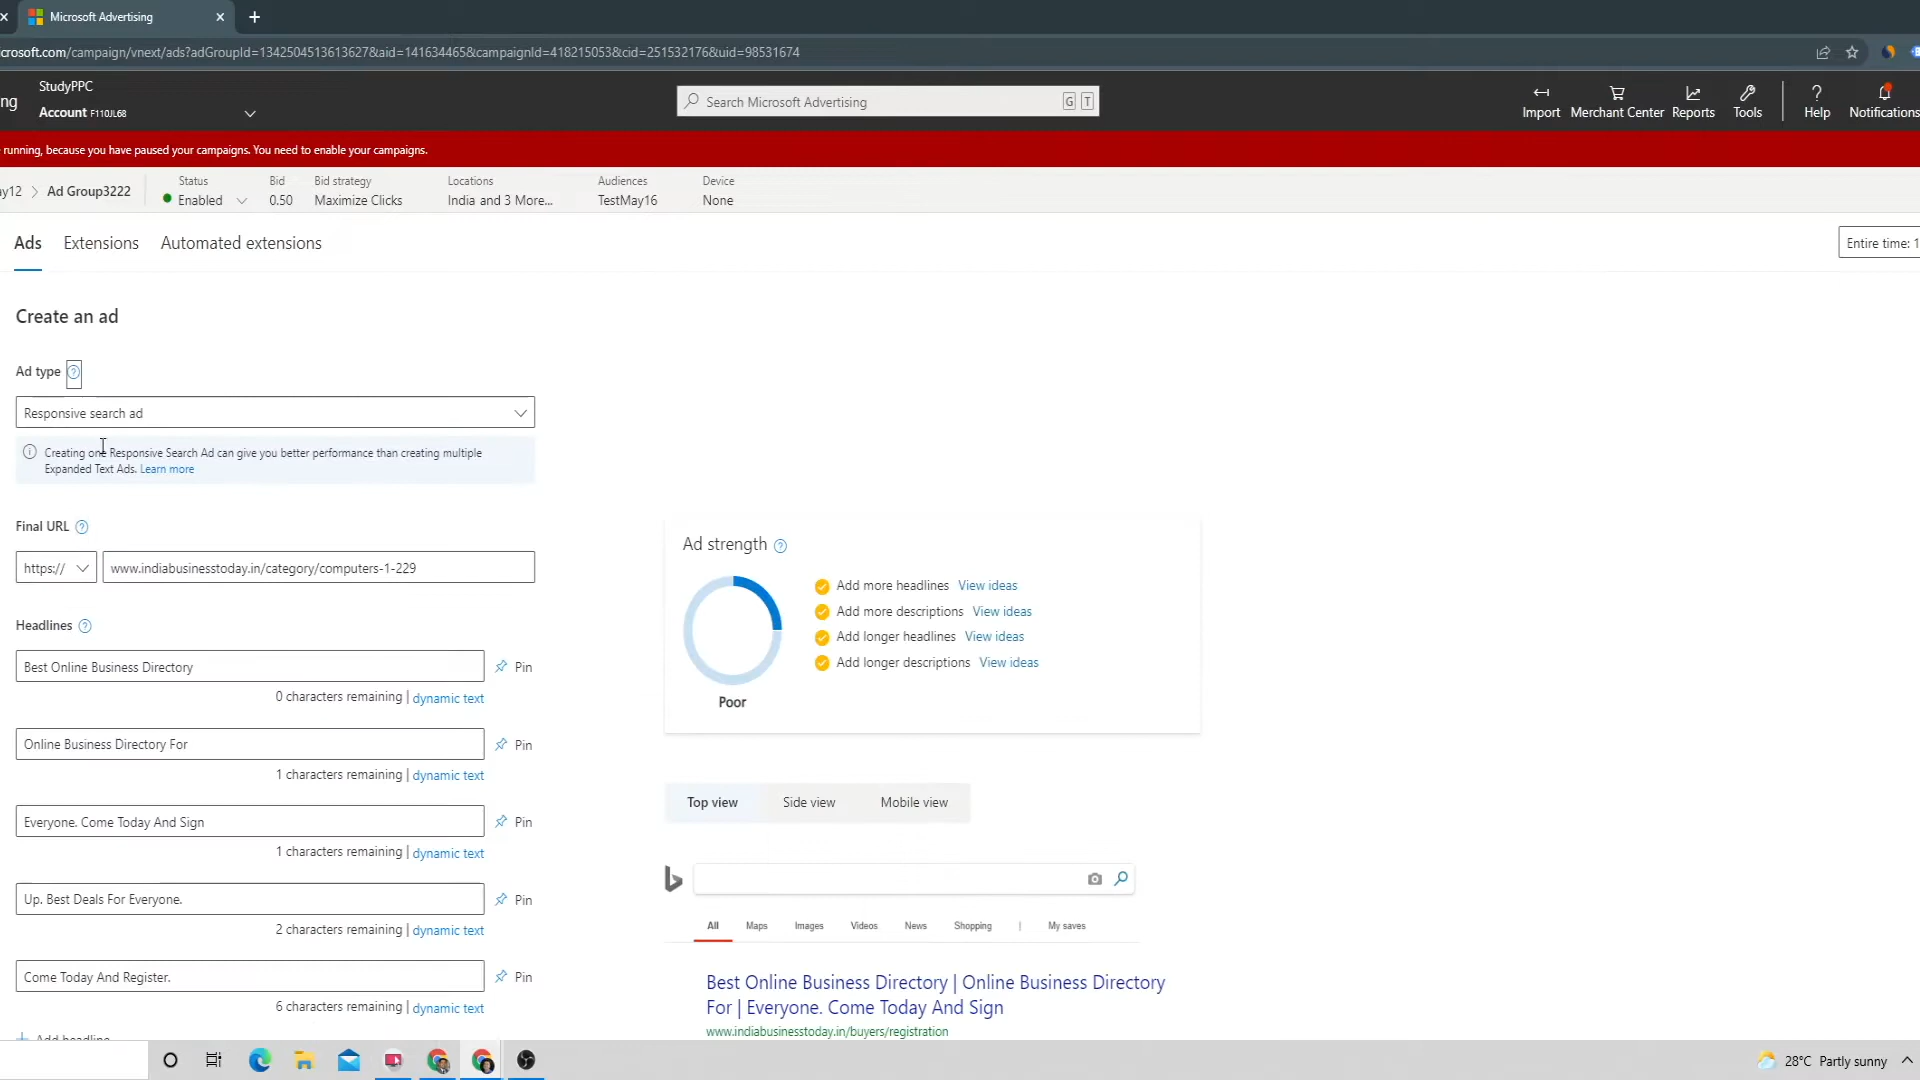 Microsoft Advertising
crosoft.com/campaign/vnext/ads?adGroupId=1342504513613627&aid=141634465&campaignId=418215053&cid=251532176&uid=98531674
ng
StudyPPC
Account F110JL68
Search Microsoft Advertising
G T
Import
Merchant Center
Reports
Tools
Help
Notifications
running, because you have paused your campaigns. You need to enable your campaigns.
ay12
Ad Group3222
Status
Enabled
Bid
0.50
Bid strategy
Maximize Clicks
Locations
India and 3 More...
Audiences
TestMay16
Device
None
Ads
Extensions
Automated extensions
Entire time: 1
Create an ad
Ad type
Responsive search ad
Creating one Responsive Search Ad can give you better performance than creating multiple
Expanded Text Ads. Learn more
Final URL
https://
www.indiabusinesstoday.in/category/computers-1-229
Headlines
Best Online Business Directory
Pin
0 characters remaining | dynamic text
Online Business Directory For
Pin
1 characters remaining | dynamic text
Everyone. Come Today And Sign
Pin
1 characters remaining | dynamic text
Up. Best Deals For Everyone.
Pin
2 characters remaining | dynamic text
Come Today And Register.
Pin
6 characters remaining | dynamic text
Add headline
Ad strength
Poor
Add more headlines View ideas
Add more descriptions View ideas
Add longer headlines View ideas
Add longer descriptions View ideas
Top view
Side view
Mobile view
All
Maps
Images
Videos
News
Shopping
|
My saves
Best Online Business Directory | Online Business Directory
For | Everyone. Come Today And Sign
www.indiabusinesstoday.in/buyers/registration
28°C Partly sunny